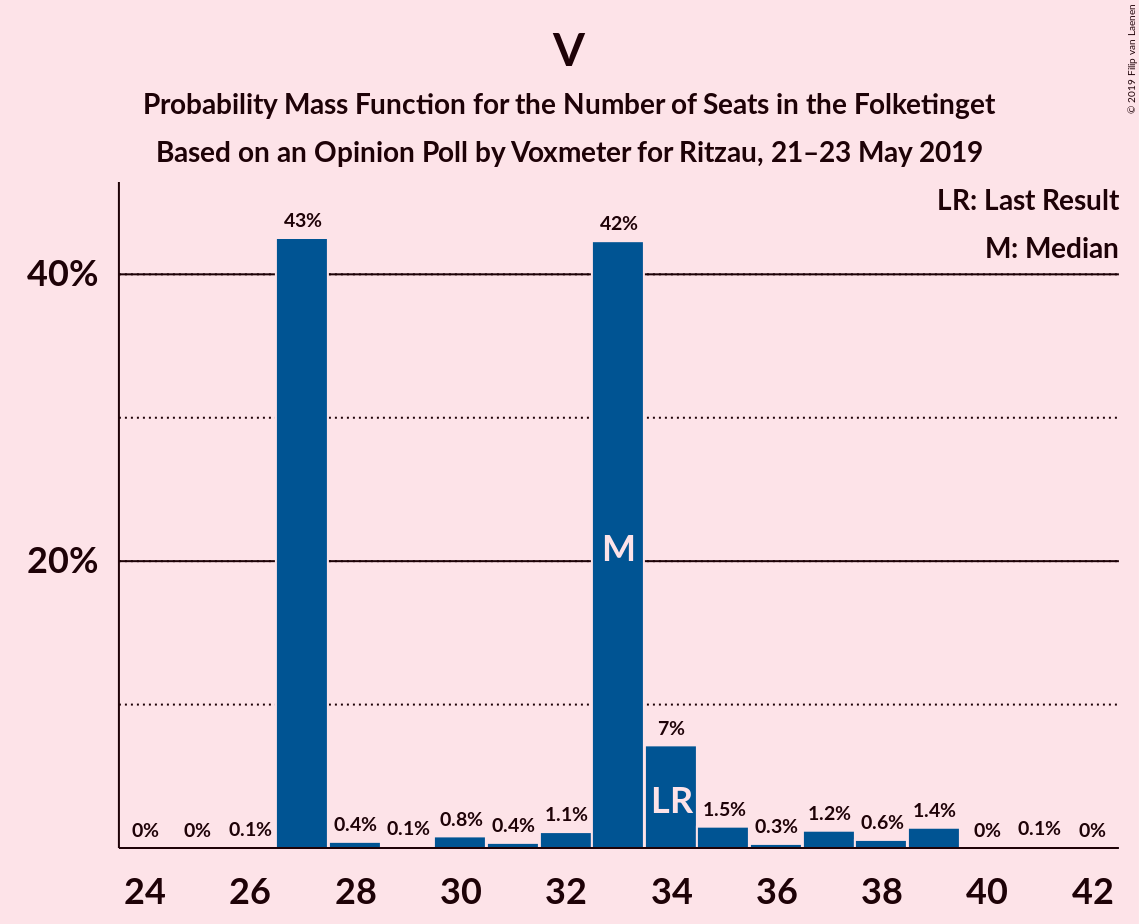 V
Probability Mass Function for the Number of Seats in the Folketinget
Based on an Opinion Poll by Voxmeter for Ritzau, 21–23 May 2019
© 2019 Filip van Laenen
LR: Last Result
M: Median
40%
20%
0% 0% 0.1% 43% 0.4% 0.1% 0.8% 0.4% 1.1% 42% 7% 1.5% 0.3% 1.2% 0.6% 1.4% 0% 0.1% 0%
M
LR
24 26 28 30 32 34 36 38 40 42